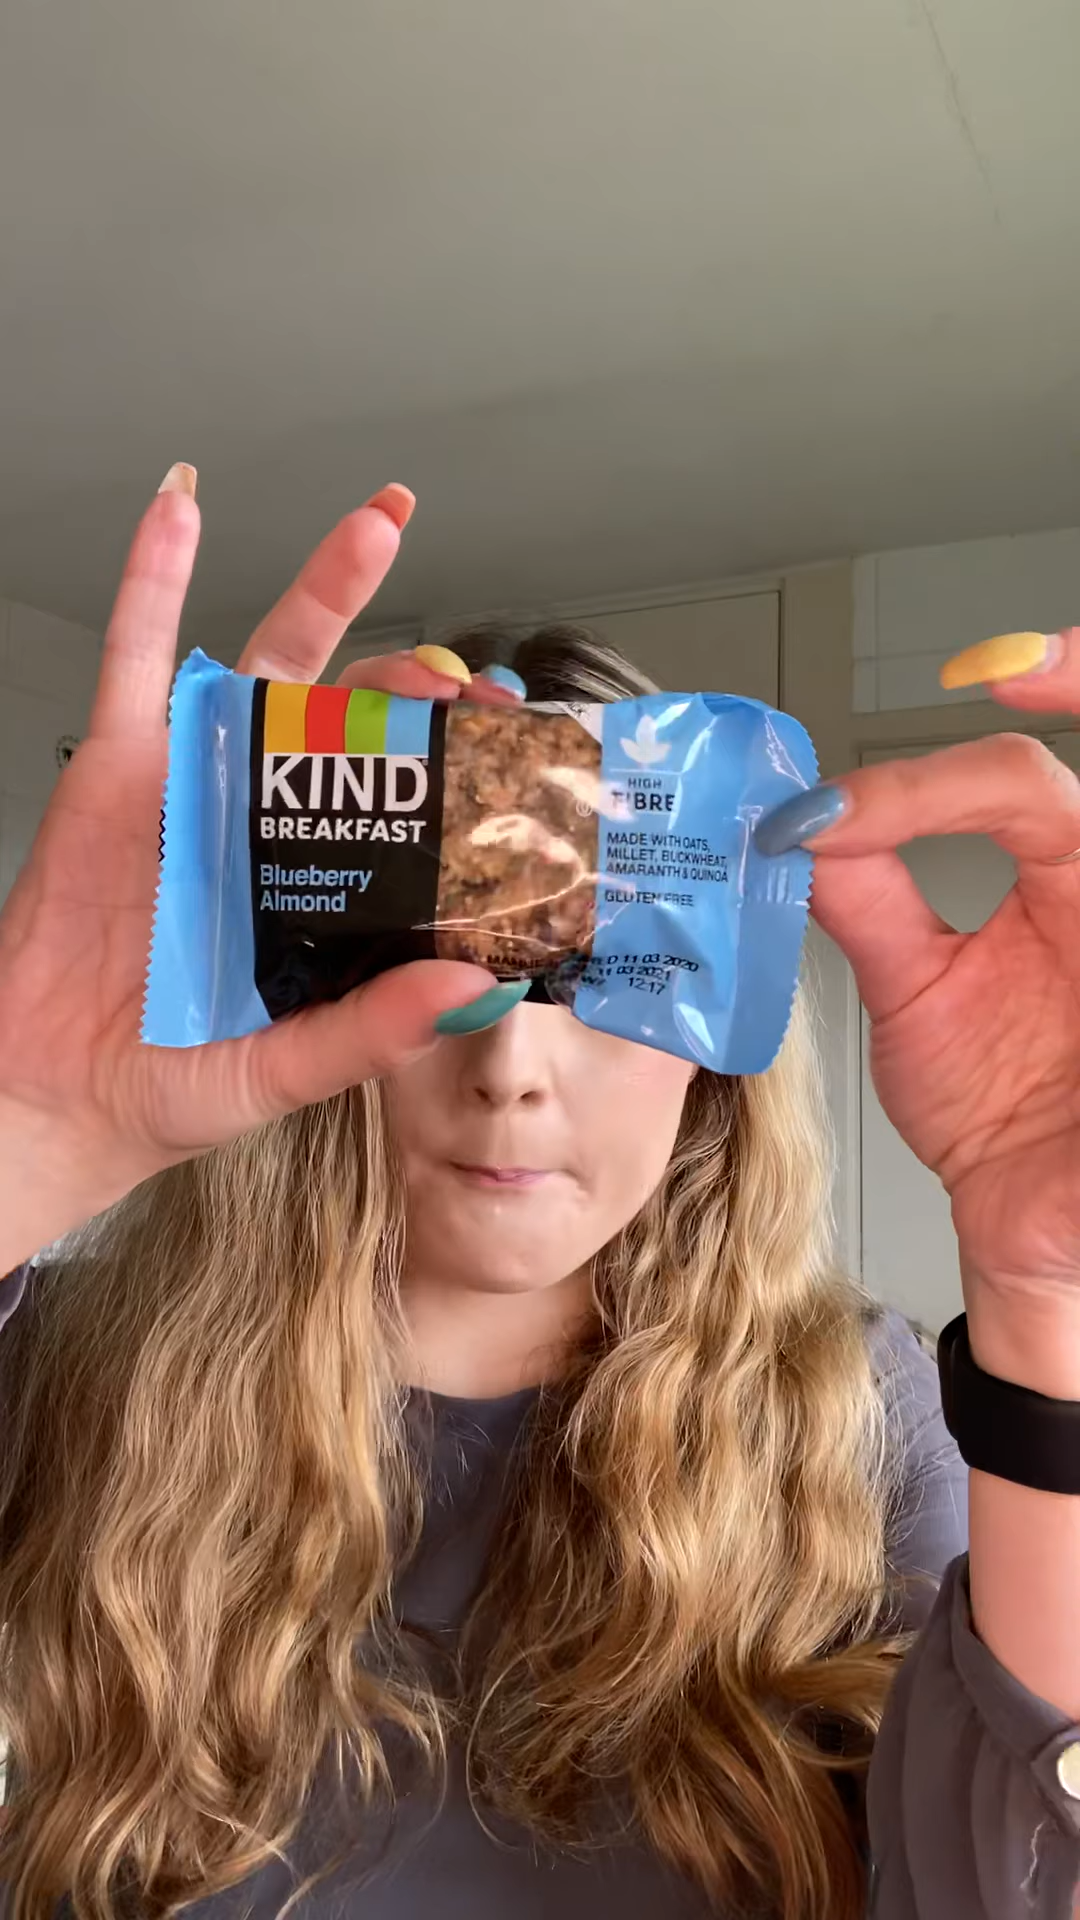 KIND
BREAKFAST
Blueberry
Almond
HIGH
FIBRE
MADE WITH OATS,
MILLET, BUCKWHEAT,
AMARANTH & QUINOA
GLUTEN FREE
11 03 2020
11 03 2021
12:17